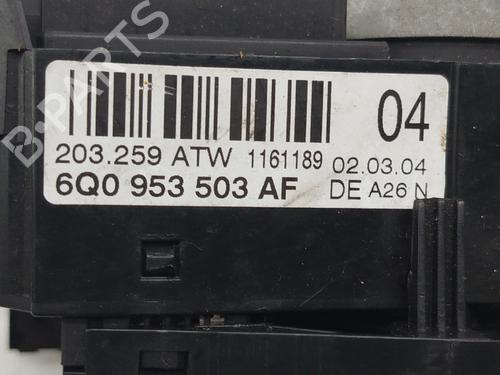 B-PARTS
04
203.259 ATW 1161189 02.03.04
6Q0 953 503 AF DE A26 N